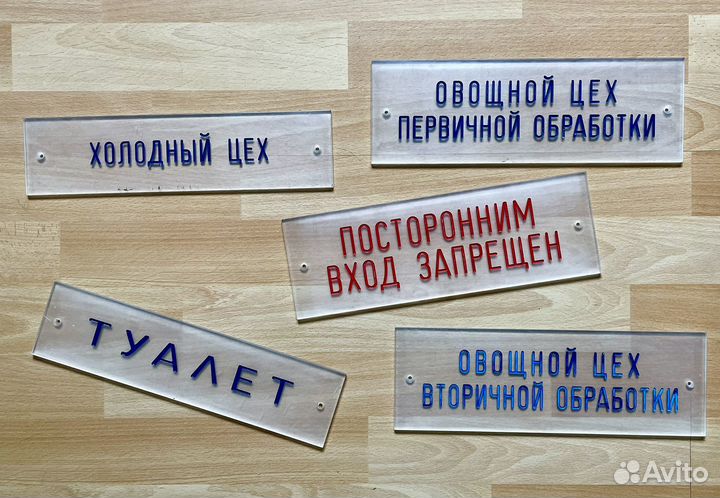 ХОЛОДНЫЙ ЦЕХ
ОВОЩНОЙ ЦЕХ
ПЕРВИЧНОЙ ОБРАБОТКИ
ПОСТОРОННИМ
ВХОД ЗАПРЕЩЕН
ТУАЛЕТ
ОВОЩНОЙ ЦЕХ
ВТОРИЧНОЙ ОБРАБОТКИ
Avito